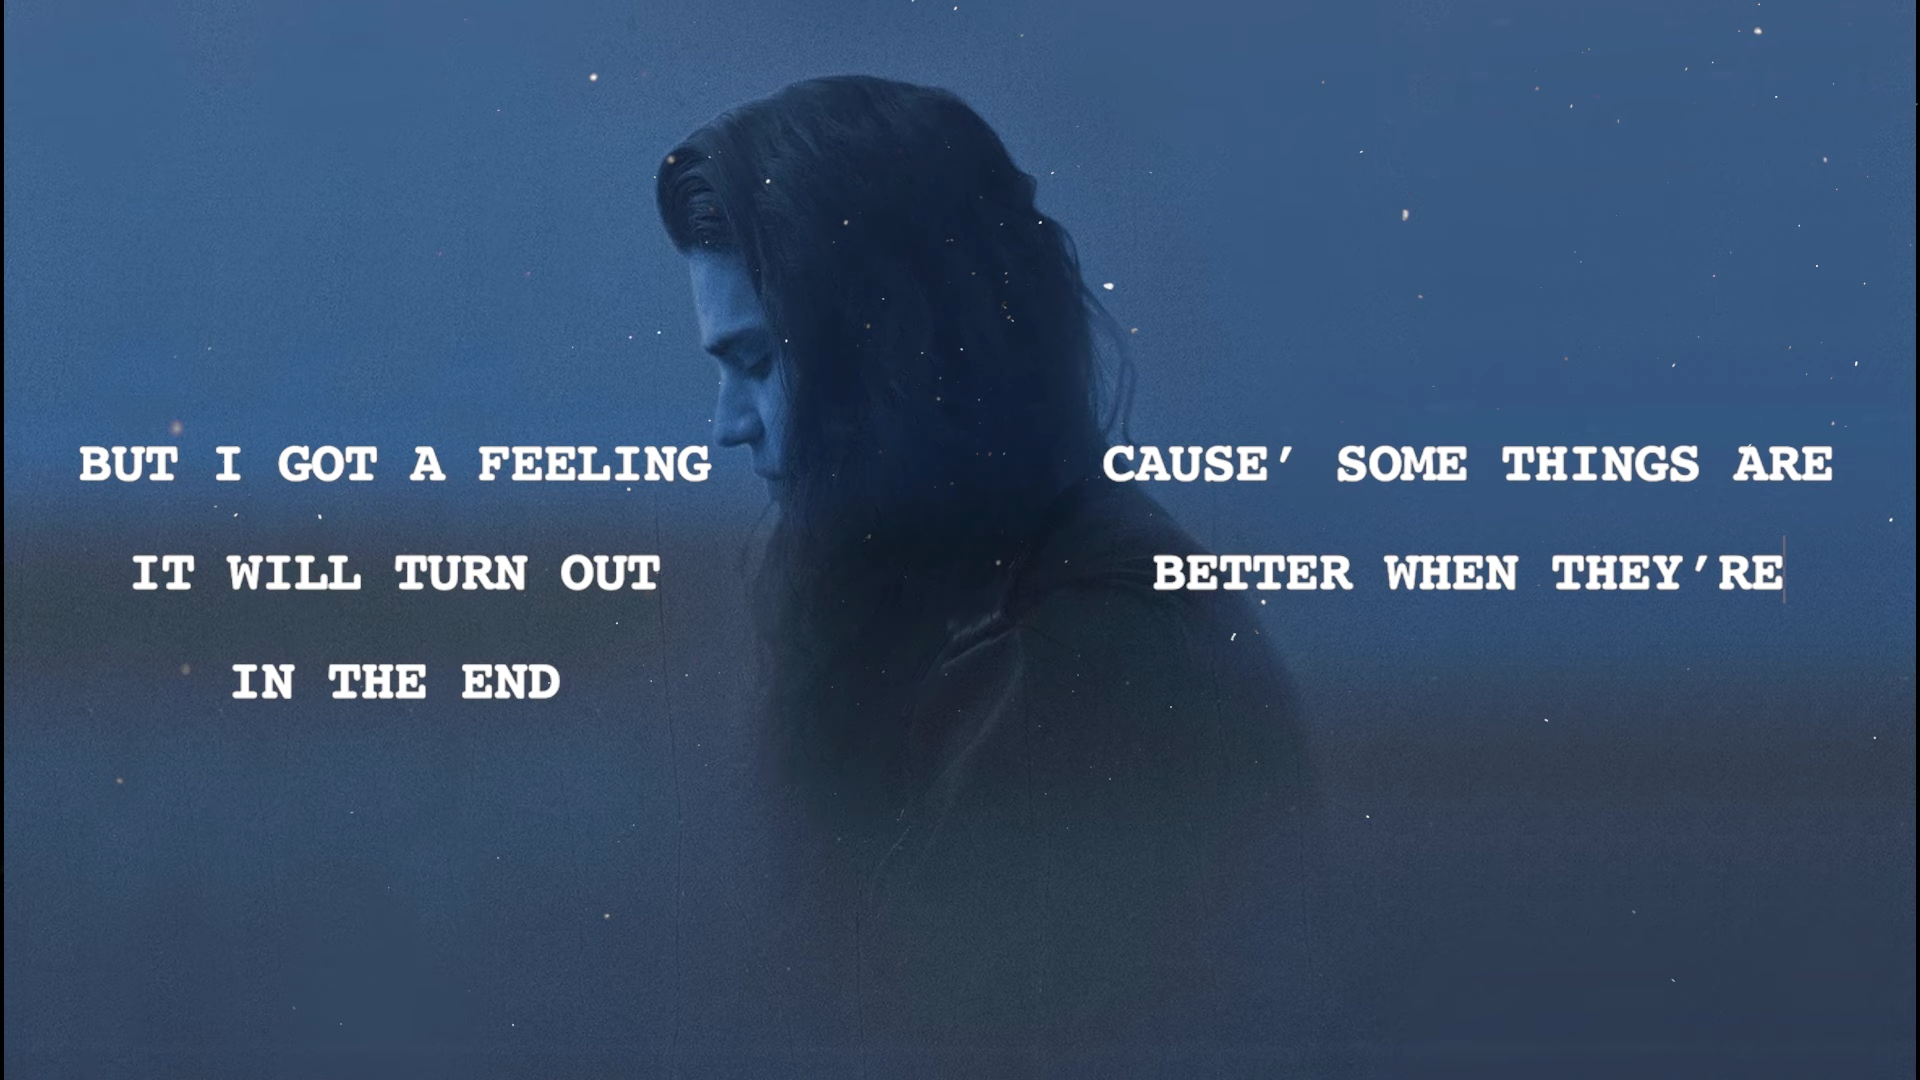 BUT I GOT A FEELING
IT WILL TURN OUT
IN THE END
CAUSE’ SOME THINGS ARE
BETTER WHEN THEY’RE